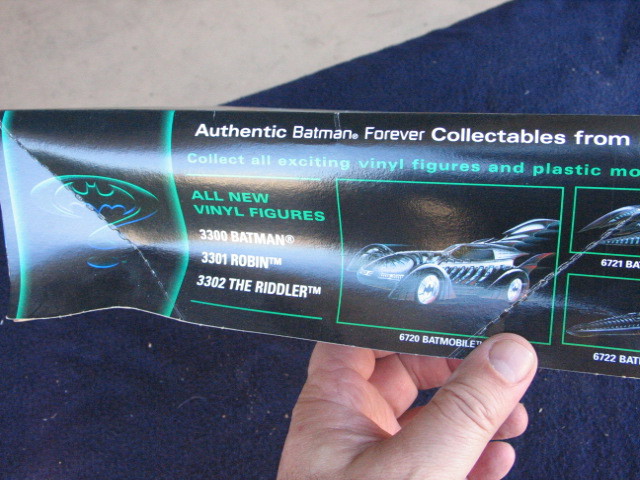 Authentic Batman® Forever Collectables from
Collect all exciting vinyl figures and plastic mo
ALL NEW
VINYL FIGURES
3300 BATMAN®
3301 ROBIN™
3302 THE RIDDLER™
6720 BATMOBILE™
6721 BA
6722 BAT